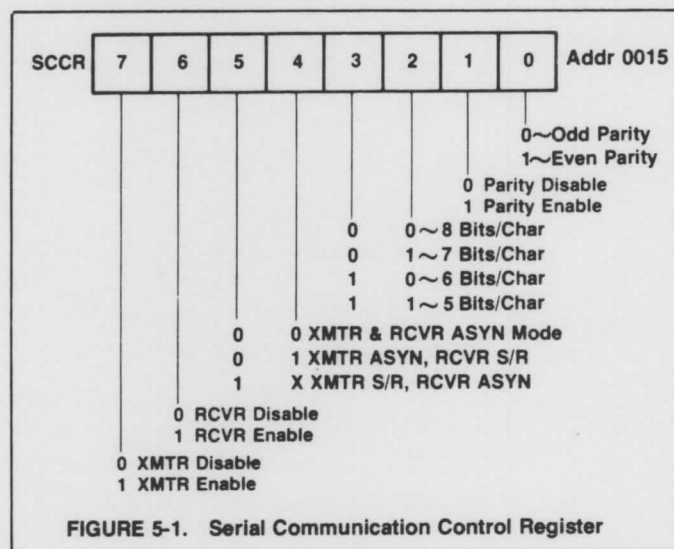 SCCR 7 6 5 4 3 2 1 0 Addr 0015
0~Odd Parity
1~Even Parity
0 Parity Disable
1 Parity Enable
0 0~8 Bits/Char
0 1~7 Bits/Char
1 0~6 Bits/Char
1 1~5 Bits/Char
0 0 XMTR & RCVR ASYN Mode
0 1 XMTR ASYN, RCVR S/R
1 X XMTR S/R, RCVR ASYN
0 RCVR Disable
1 RCVR Enable
0 XMTR Disable
1 XMTR Enable
FIGURE 5-1. Serial Communication Control Register